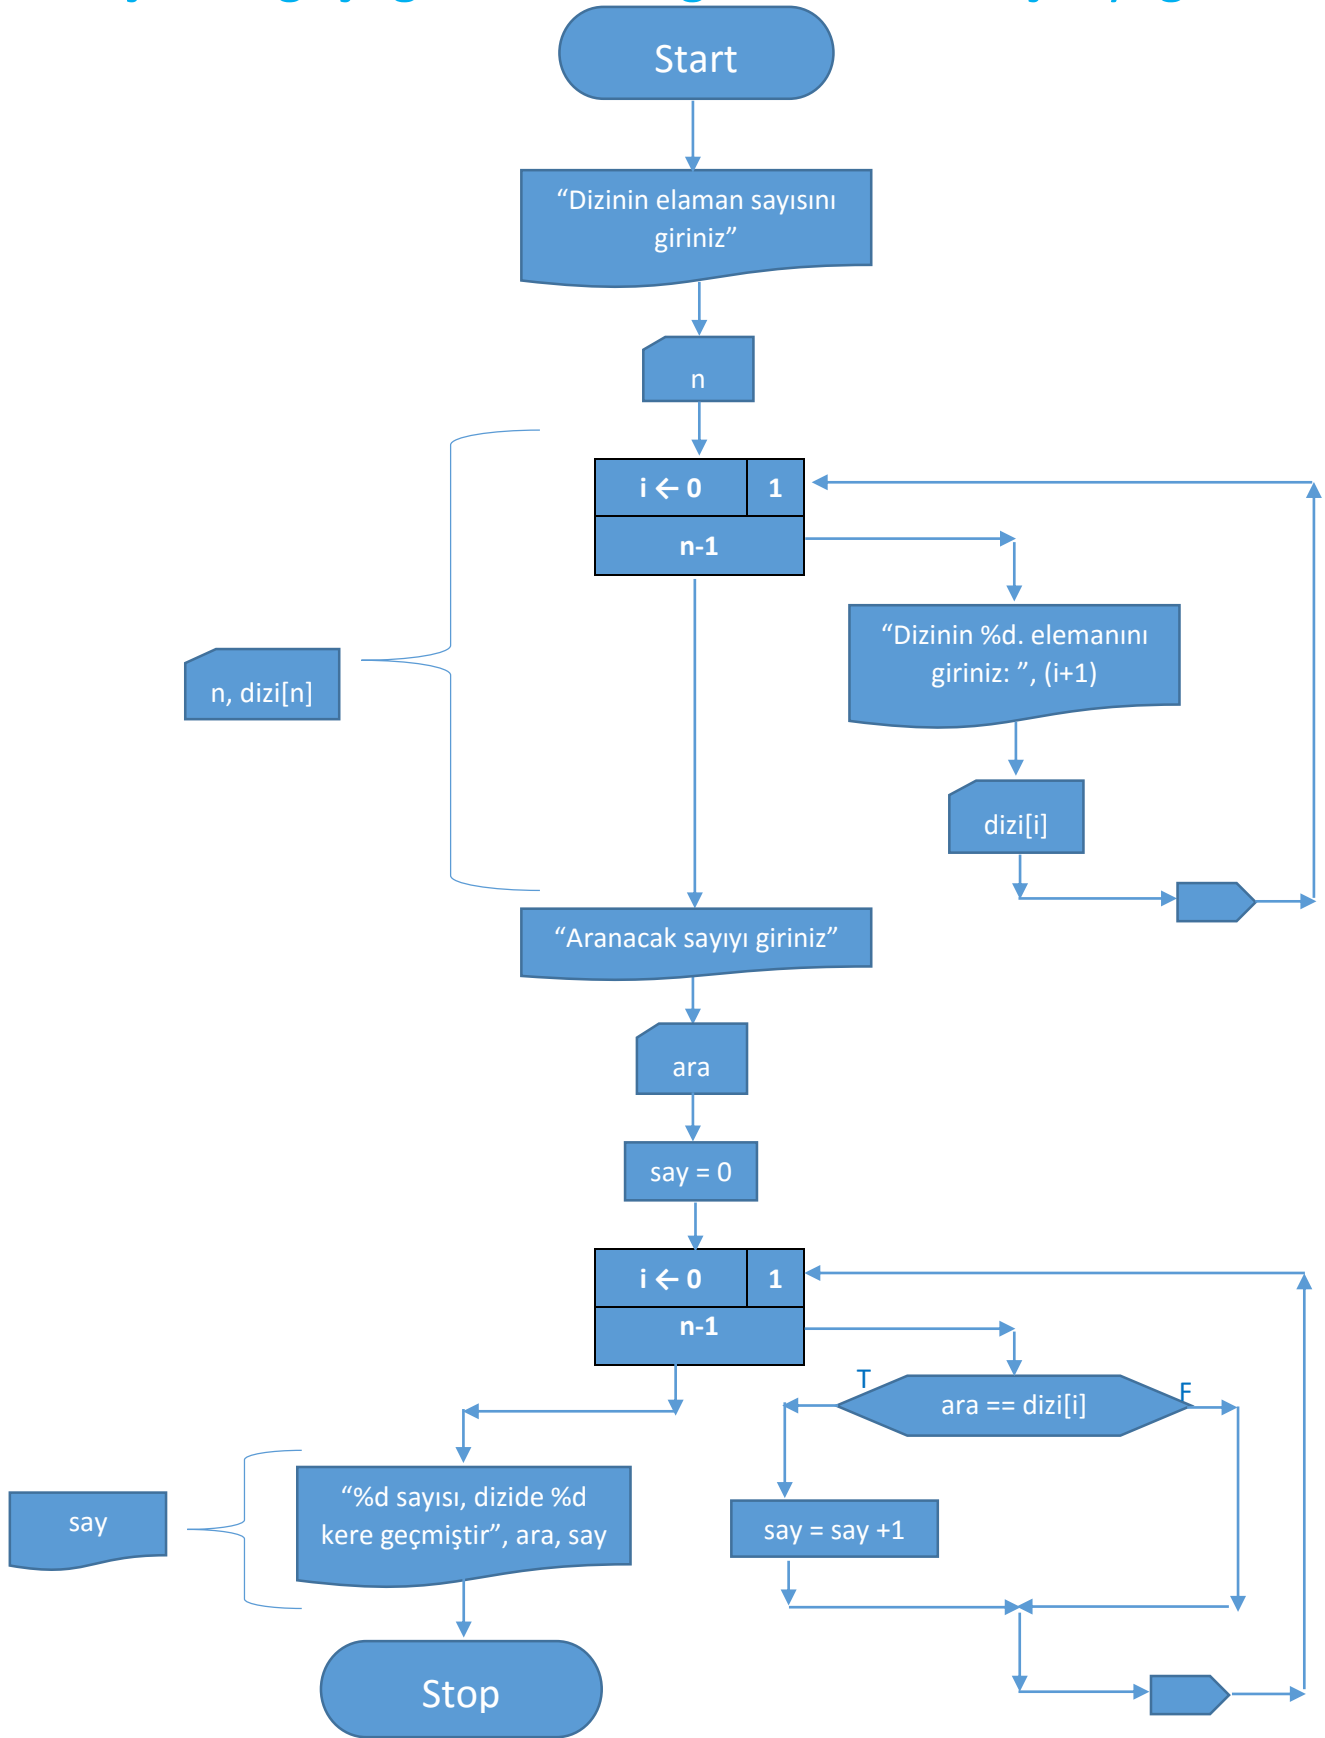 Start
“Dizinin elaman sayısını
giriniz”
n
i ← 0
1
n-1
“Dizinin %d. elemanını
giriniz: ”, (i+1)
n, dizi[n]
dizi[i]
“Aranacak sayıyı giriniz”
ara
say = 0
i ← 0
1
n-1
T
F
ara == dizi[i]
“%d sayısı, dizide %d
kere geçmiştir”, ara, say
say
say = say +1
Stop